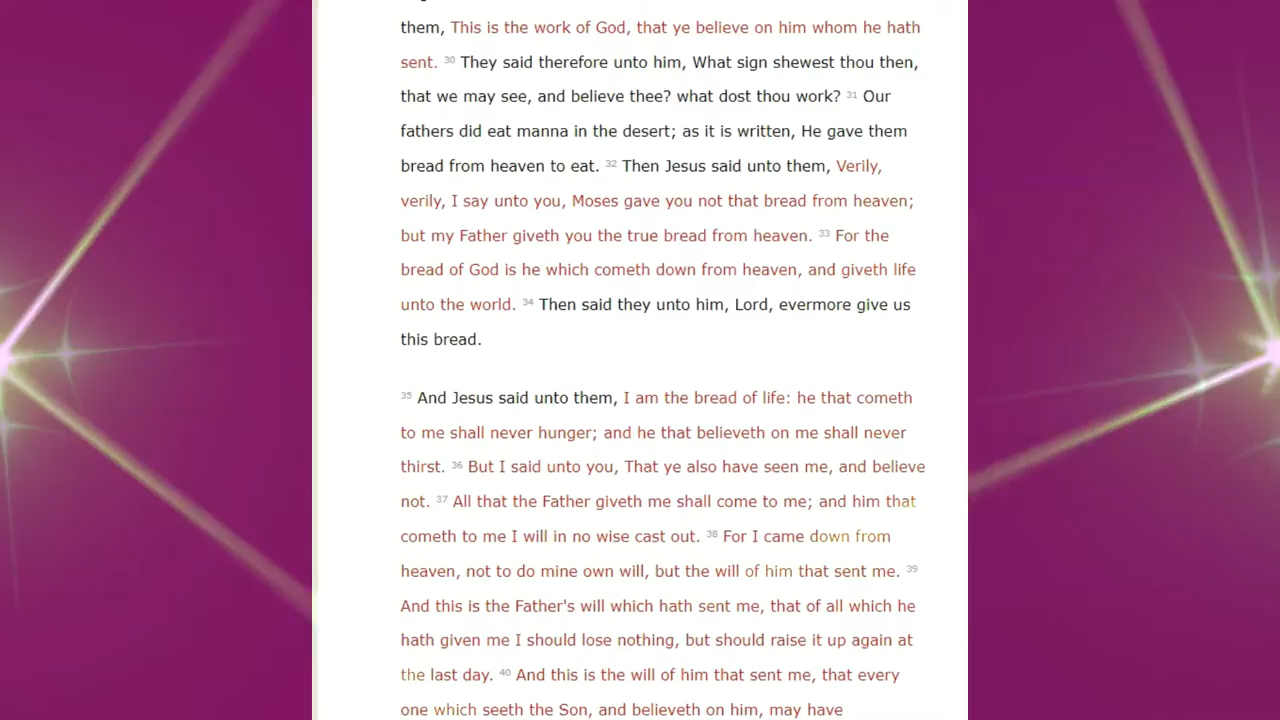 them, This is the work of God, that ye believe on him whom he hath
sent. 30 They said therefore unto him, What sign shewest thou then,
that we may see, and believe thee? what dost thou work? 31 Our
fathers did eat manna in the desert; as it is written, He gave them
bread from heaven to eat. 32 Then Jesus said unto them, Verily,
verily, I say unto you, Moses gave you not that bread from heaven;
but my Father giveth you the true bread from heaven. 33 For the
bread of God is he which cometh down from heaven, and giveth life
unto the world. 34 Then said they unto him, Lord, evermore give us
this bread.
35 And Jesus said unto them, I am the bread of life: he that cometh
to me shall never hunger; and he that believeth on me shall never
thirst. 36 But I said unto you, That ye also have seen me, and believe
not. 37 All that the Father giveth me shall come to me; and him that
cometh to me I will in no wise cast out. 38 For I came down from
heaven, not to do mine own will, but the will of him that sent me. 39
And this is the Father's will which hath sent me, that of all which he
hath given me I should lose nothing, but should raise it up again at
the last day. 40 And this is the will of him that sent me, that every
one which seeth the Son, and believeth on him, may have